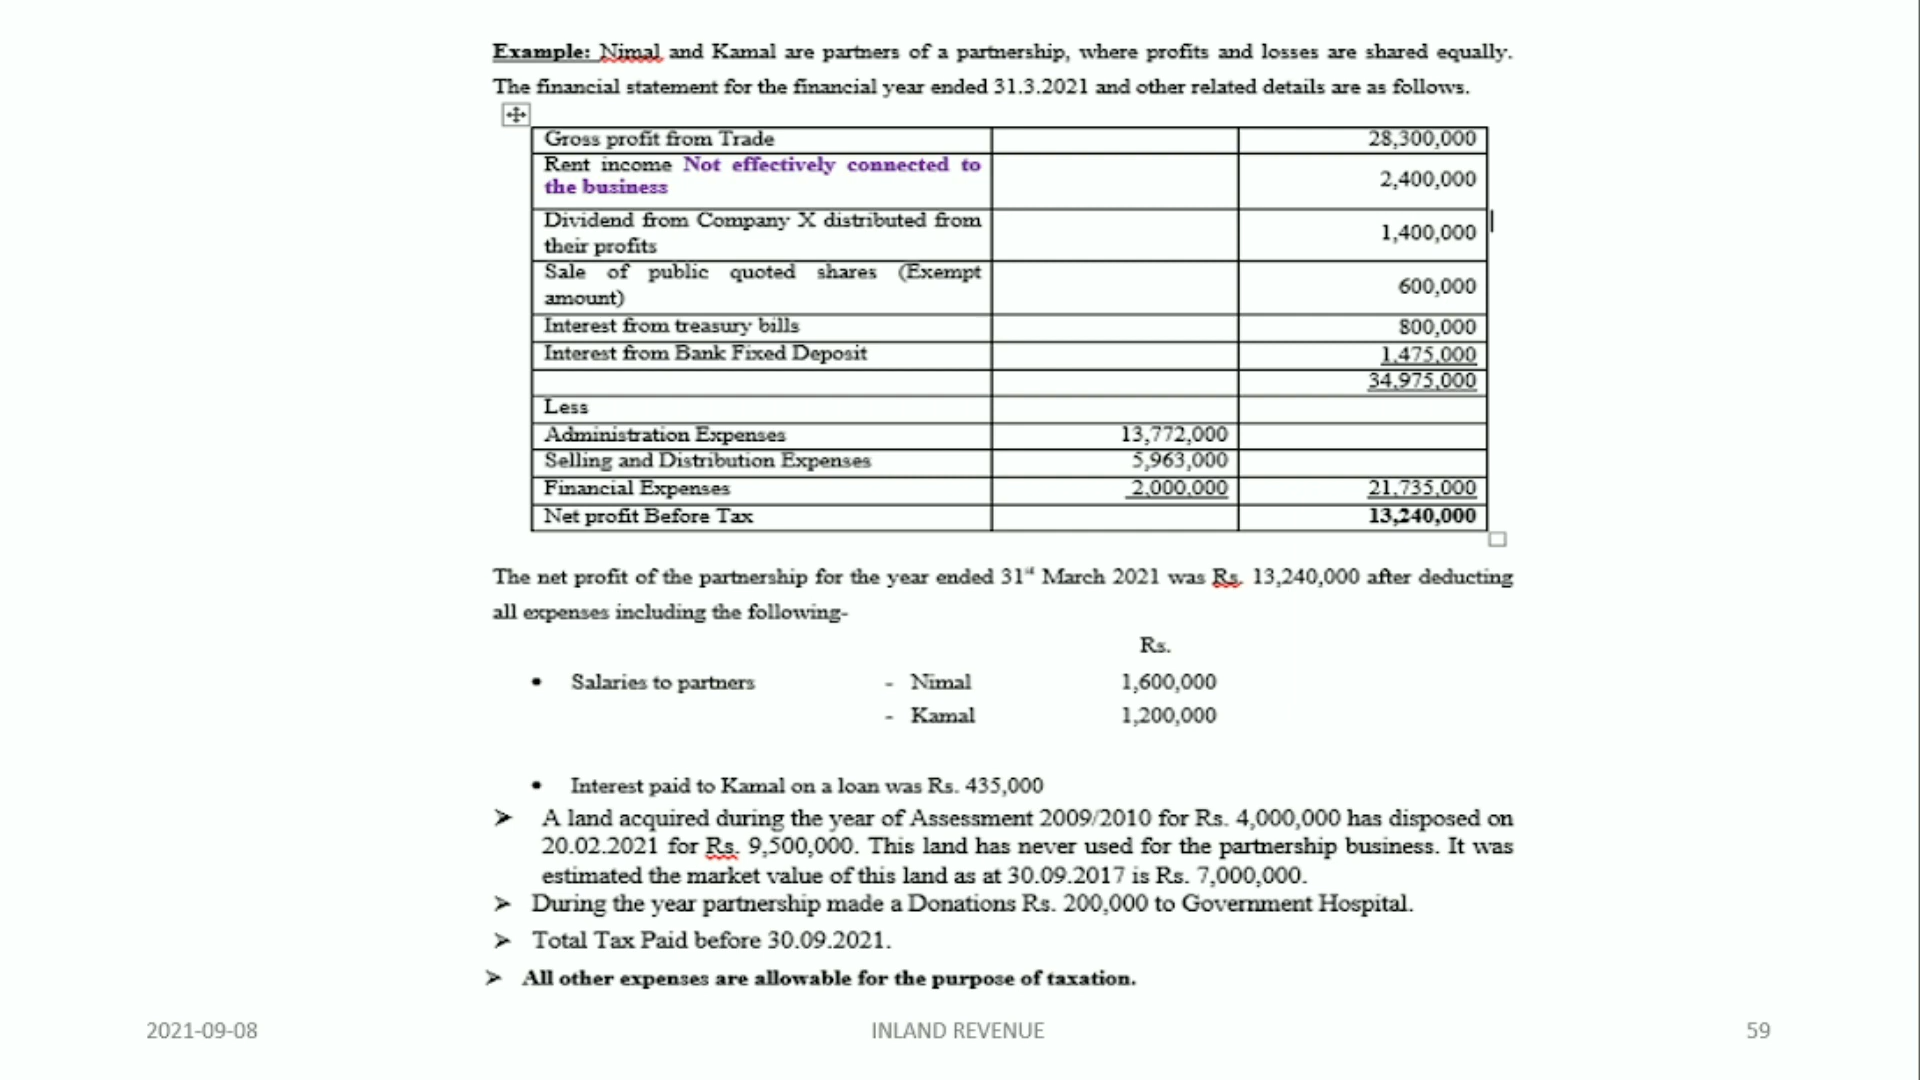 Example: Nimal and Kamal are partners of a partnership, where profits and losses are shared equally.
The financial statement for the financial year ended 31.3.2021 and other related details are as follows.
Gross profit from Trade 28,300,000
Rent income Not effectively connected to
the business 2,400,000
Dividend from Company X distributed from
their profits 1,400,000
Sale of public quoted shares (Exempt
amount) 600,000
Interest from treasury bills 800,000
Interest from Bank Fixed Deposit 1,475,000
34,975,000
Less
Administration Expenses 13,772,000
Selling and Distribution Expenses 5,963,000
Financial Expenses 2,000,000 21,735,000
Net profit Before Tax 13,240,000
The net profit of the partnership for the year ended 31st March 2021 was Rs. 13,240,000 after deducting
all expenses including the following-
Rs.
• Salaries to partners - Nimal 1,600,000
- Kamal 1,200,000
• Interest paid to Kamal on a loan was Rs. 435,000
➢ A land acquired during the year of Assessment 2009/2010 for Rs. 4,000,000 has disposed on
20.02.2021 for Rs. 9,500,000. This land has never used for the partnership business. It was
estimated the market value of this land as at 30.09.2017 is Rs. 7,000,000.
➢ During the year partnership made a Donations Rs. 200,000 to Government Hospital.
➢ Total Tax Paid before 30.09.2021.
➢ All other expenses are allowable for the purpose of taxation.
2021-09-08 INLAND REVENUE 59